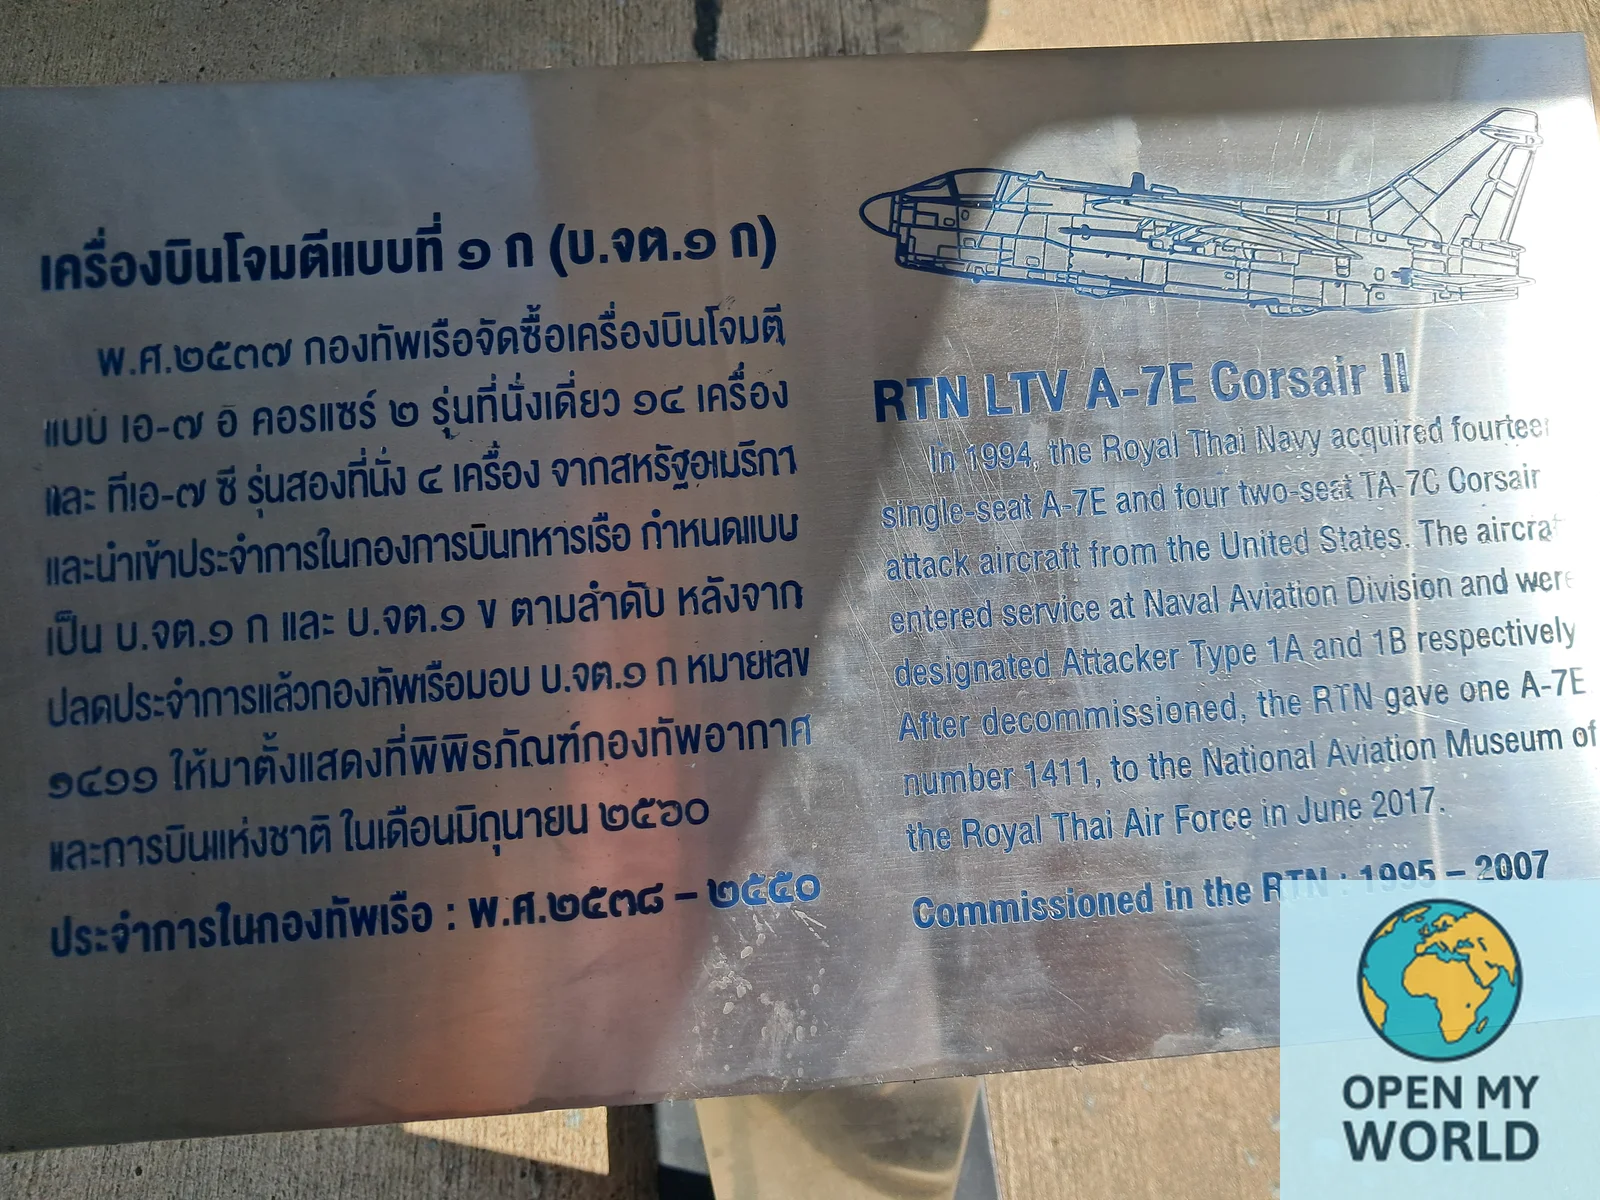 เครื่องบินโจมตีแบบที่ ๑ ก (บ.จต.๑ ก)
พ.ศ.๒๕๓๗ กองทัพเรือจัดซื้อเครื่องบินโจมตี
แบบ เอ-๗ อี คอรแซร์ ๒ รุ่นที่นั่งเดี่ยว ๑๔ เครื่อง
และ ทีเอ-๗ ซี รุ่นสองที่นั่ง ๔ เครื่อง จากสหรัฐอเมริกา
และนำเข้าประจำการในกองการบินทหารเรือ กำหนดแบบ
เป็น บ.จต.๑ ก และ บ.จต.๑ ข ตามลำดับ หลังจาก
ปลดประจำการแล้วกองทัพเรือมอบ บ.จต.๑ ก หมายเลข
๑๔๑๑ ให้มาตั้งแสดงที่พิพิธภัณฑ์กองทัพอากาศ
และการบินแห่งชาติ ในเดือนมิถุนายน ๒๕๖๐
ประจำการในกองทัพเรือ : พ.ศ.๒๕๓๘ – ๒๕๕๐
RTN LTV A-7E Corsair II
In 1994, the Royal Thai Navy acquired fourteen
single-seat A-7E and four two-seat TA-7C Corsair
attack aircraft from the United States. The aircraft
entered service at Naval Aviation Division and were
designated Attacker Type 1A and 1B respectively
After decommissioned, the RTN gave one A-7E
number 1411, to the National Aviation Museum of
the Royal Thai Air Force in June 2017.
Commissioned in the RTN : 1995 – 2007
OPEN MY
WORLD